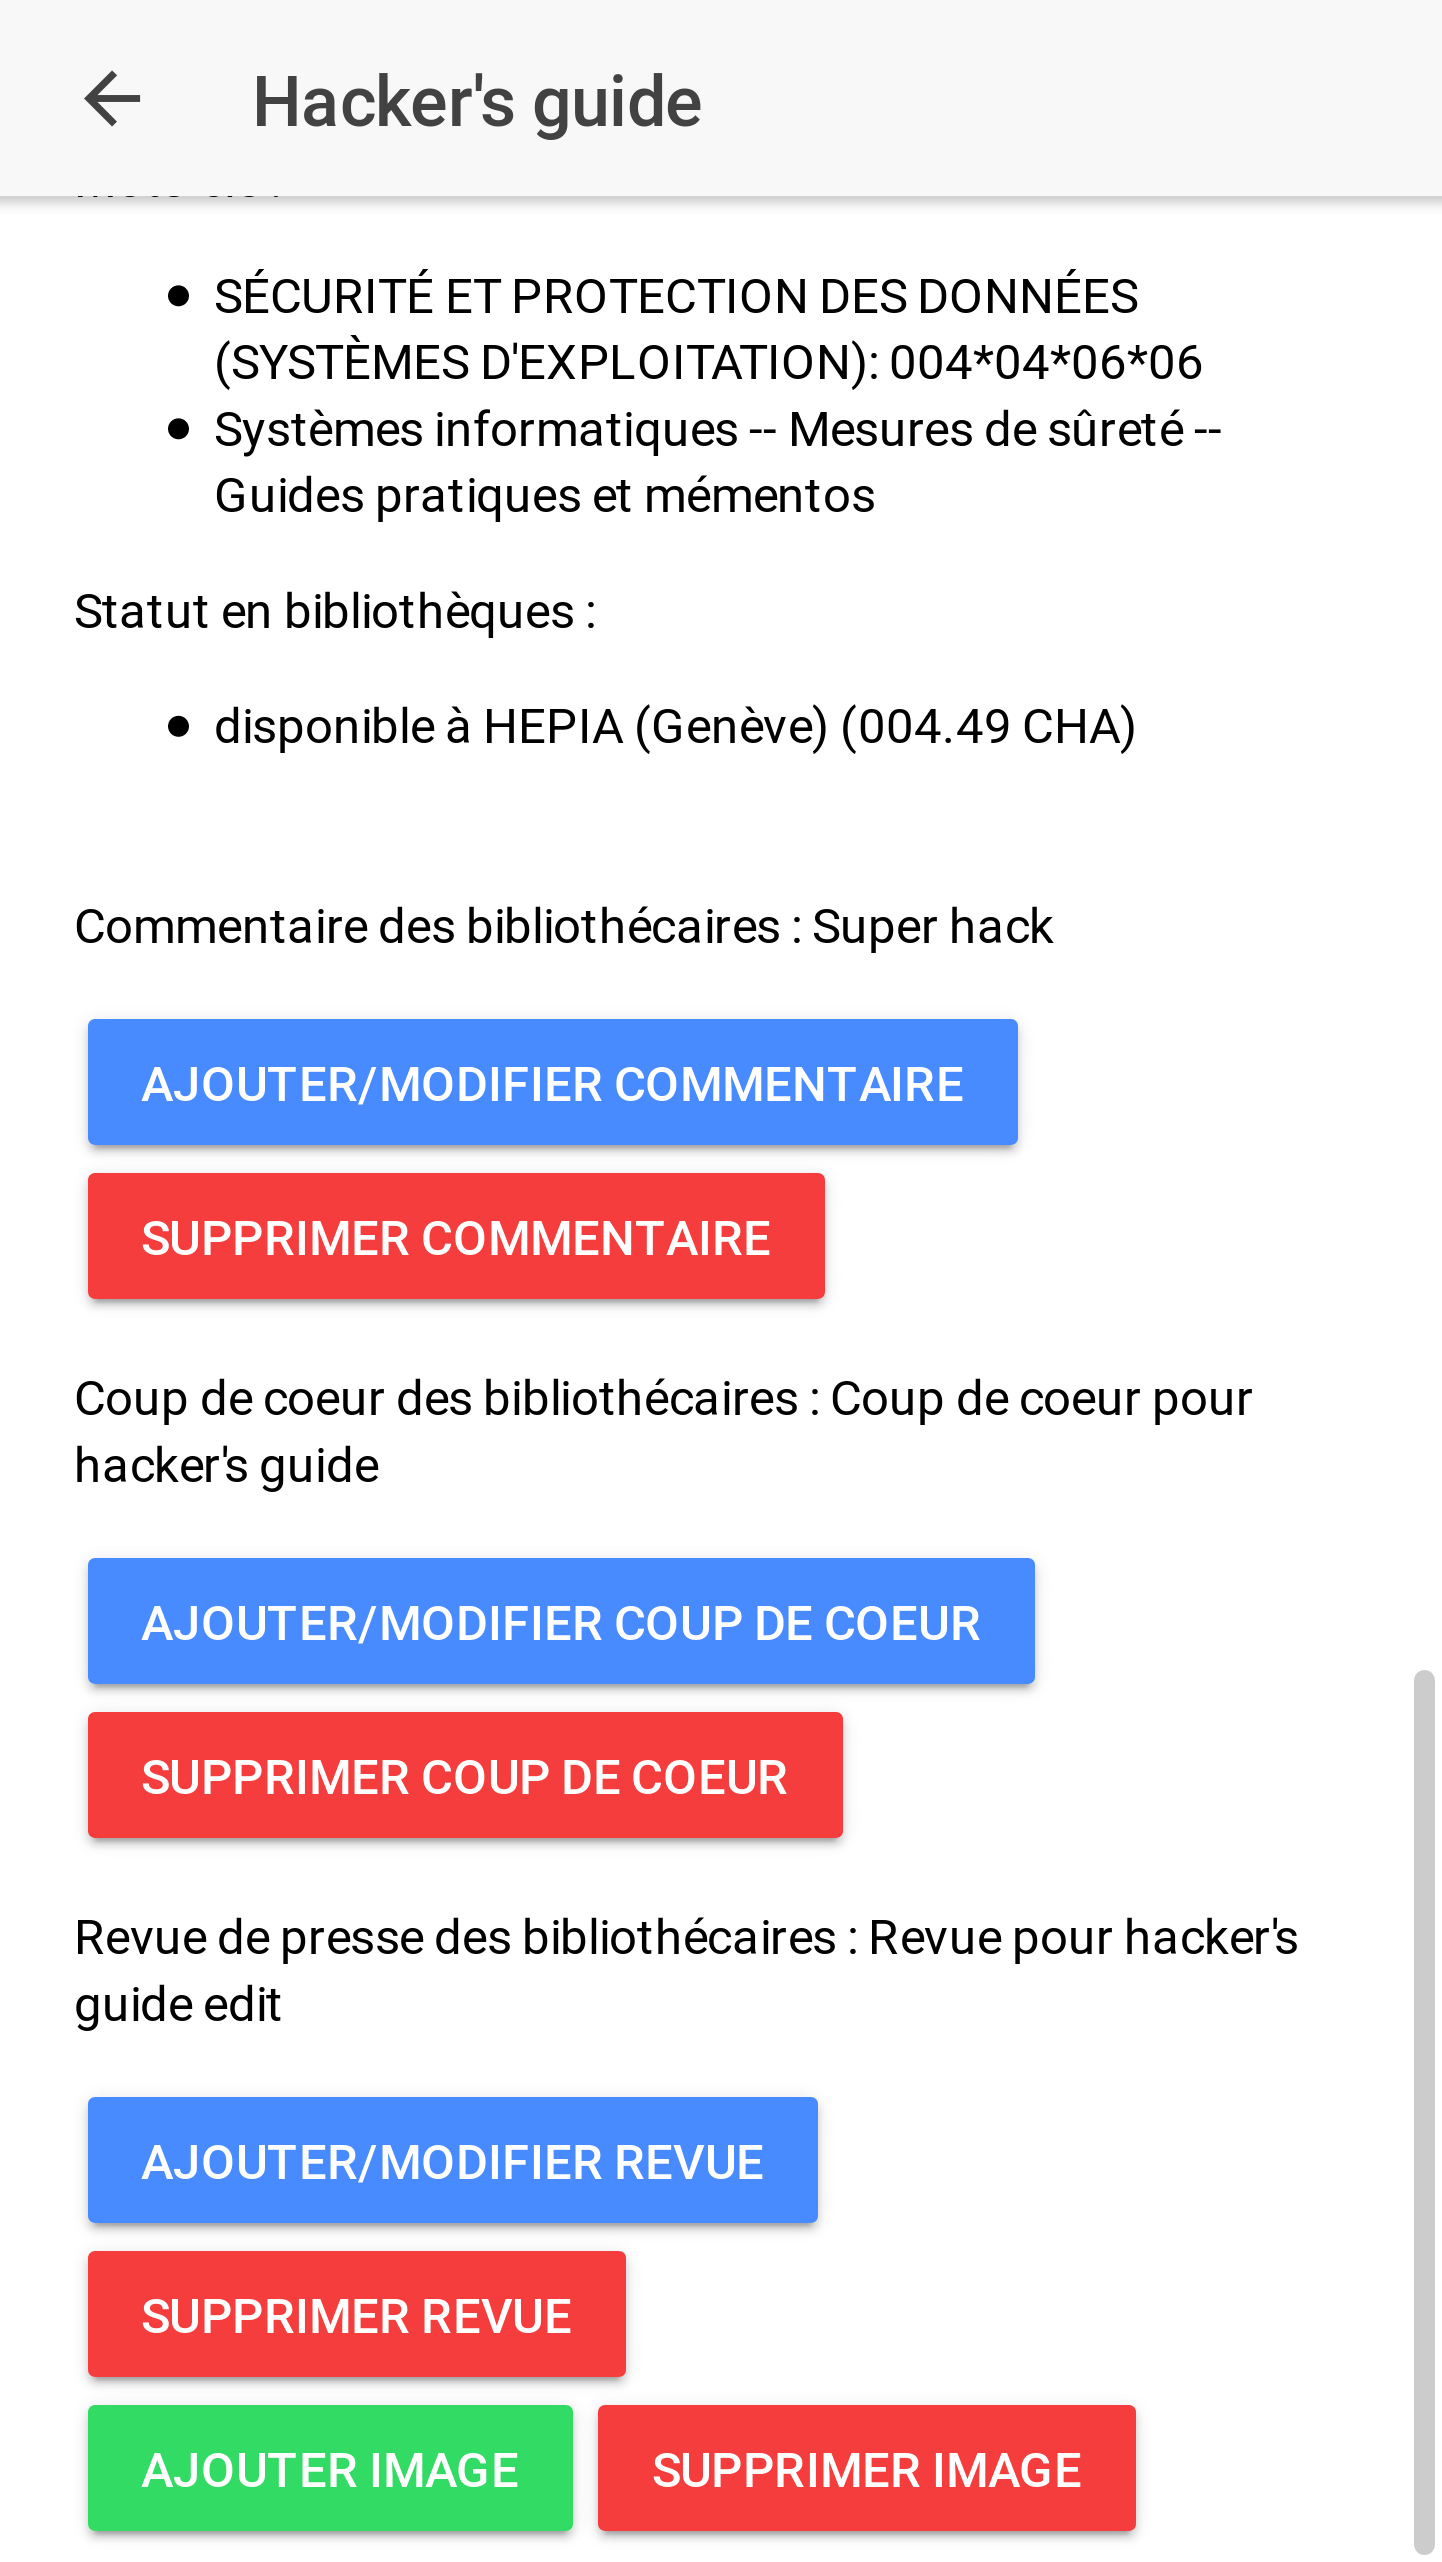 Hacker's guide
SÉCURITÉ ET PROTECTION DES DONNÉES
(SYSTÈMES D'EXPLOITATION): 004*04*06*06
Systèmes informatiques -- Mesures de sûreté --
Guides pratiques et mémentos
Statut en bibliothèques :
disponible à HEPIA (Genève) (004.49 CHA)
Commentaire des bibliothécaires : Super hack
AJOUTER/MODIFIER COMMENTAIRE
SUPPRIMER COMMENTAIRE
Coup de coeur des bibliothécaires : Coup de coeur pour
hacker's guide
AJOUTER/MODIFIER COUP DE COEUR
SUPPRIMER COUP DE COEUR
Revue de presse des bibliothécaires : Revue pour hacker's
guide edit
AJOUTER/MODIFIER REVUE
SUPPRIMER REVUE
AJOUTER IMAGE SUPPRIMER IMAGE